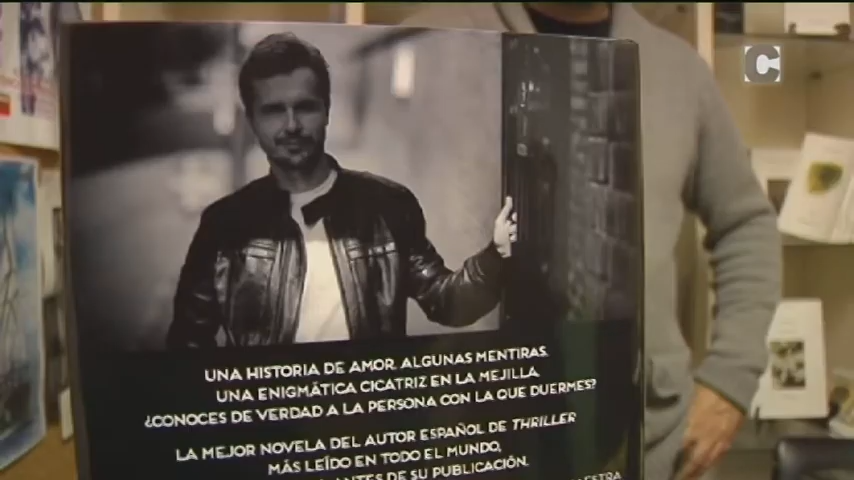 C
UNA HISTORIA DE AMOR. ALGUNAS MENTIRAS.
UNA ENIGMÁTICA CICATRIZ EN LA MEJILLA
¿CONOCES DE VERDAD A LA PERSONA CON LA QUE DUERMES?
LA MEJOR NOVELA DEL AUTOR ESPAÑOL DE THRILLER
MÁS LEÍDO EN TODO EL MUNDO,
ANTES DE SU PUBLICACIÓN.